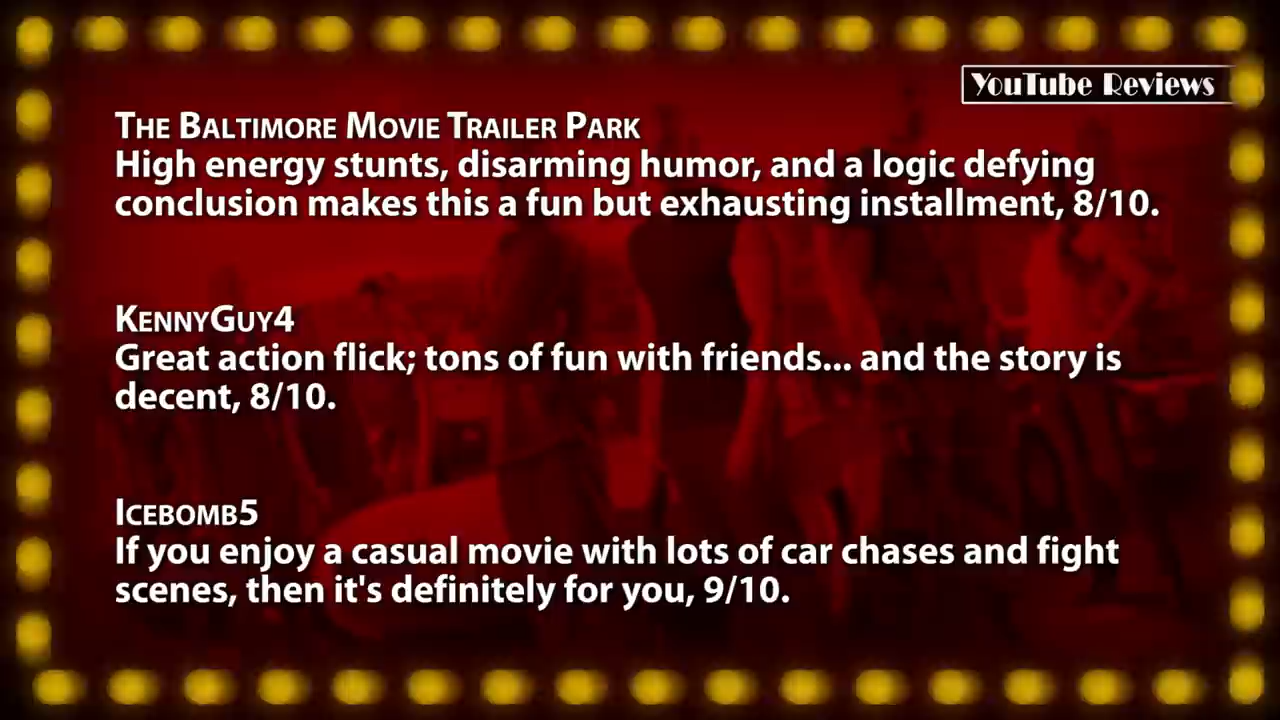 YouTube Reviews
The Baltimore Movie Trailer Park
High energy stunts, disarming humor, and a logic defying
conclusion makes this a fun but exhausting installment, 8/10.
KennyGuy4
Great action flick; tons of fun with friends... and the story is
decent, 8/10.
Icebomb5
If you enjoy a casual movie with lots of car chases and fight
scenes, then it's definitely for you, 9/10.